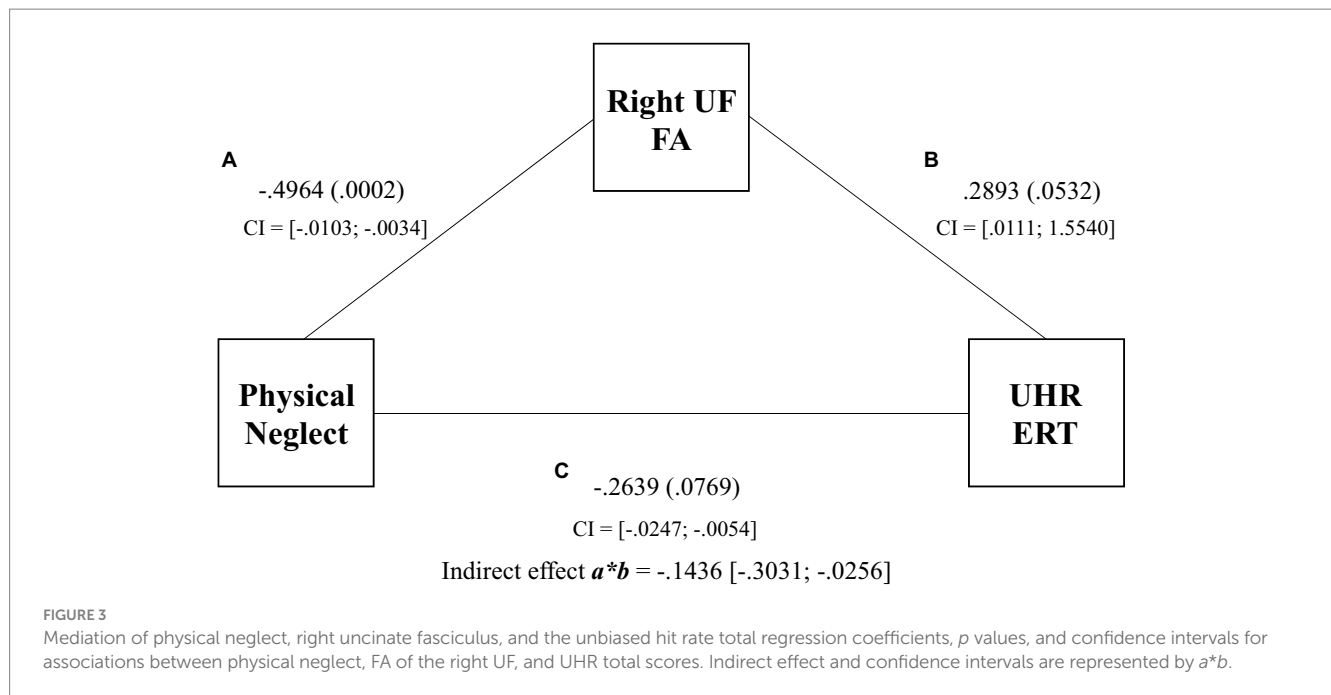 Right UF
FA
A
-.4964 (.0002)
CI = [-.0103; -.0034]
B
.2893 (.0532)
CI = [.0111; 1.5540]
Physical
Neglect
UHR
ERT
C
-.2639 (.0769)
CI = [-.0247; -.0054]
Indirect effect a*b = -.1436 [-.3031; -.0256]
FIGURE 3
Mediation of physical neglect, right uncinate fasciculus, and the unbiased hit rate total regression coefficients, p values, and confidence intervals for
associations between physical neglect, FA of the right UF, and UHR total scores. Indirect effect and confidence intervals are represented by a*b.